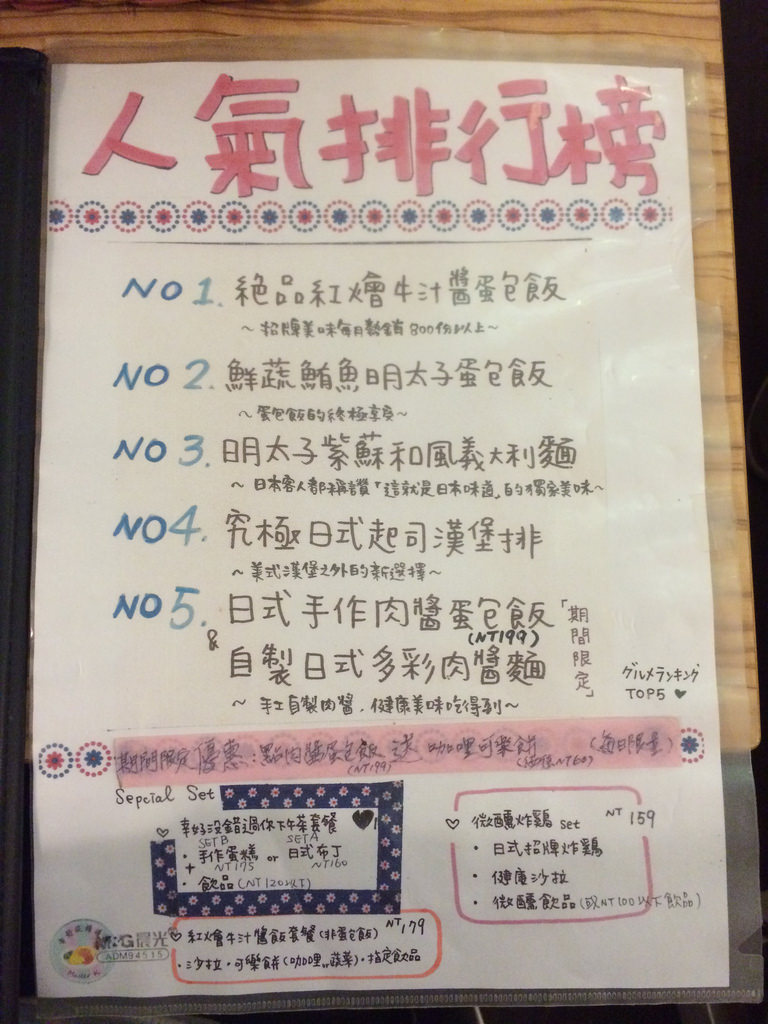 人氣排行榜
NO 1. 絕品紅燴牛汁醬蛋包飯
～招牌美味每月熱銷 800份以上～
NO 2. 鮮蔬鮪魚明太子蛋包飯
～蛋包飯的終極享受～
NO 3. 明太子紫蘇和風義大利麵
～日本客人都稱讚「這就是日本味道」的獨家美味～
NO 4. 究極日式起司漢堡排
～美式漢堡之外的新選擇～
NO 5. 日式手作肉醬蛋包飯
(NT199)
&
自製日式多彩肉醬麵
「期間限定」
～手工自製肉醬，健康美味吃得到～
グルメランキング
TOP5
期間限定優惠：點肉醬蛋包飯 送 咖哩可樂餅 (每日限量)
(NT199) (價值NT60)
Sepcial Set
幸好沒錯過你下午茶套餐
SETB SETA
・手作蛋糕 or 日式布丁
+ NT175 NT160
・飲品(NT120以下)
微醺炸鷄 set NT 159
・日式招牌炸鷄
・健康沙拉
・微醺飲品(或NT100以下飲品)
紅燴牛汁醬飯套餐(非蛋包飯) NT179
・沙拉・可樂餅(咖哩 or 蔬菜)・指定飲品
晨光
ADM94515